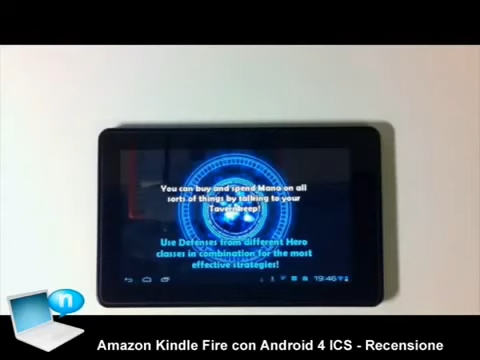 You can buy and spend Mana on all
sorts of things by talking to your
Tavernkeep!
Use Defenses from different Hero
classes in combination for the most
effective strategies!
19:46
n
Amazon Kindle Fire con Android 4 ICS - Recensione